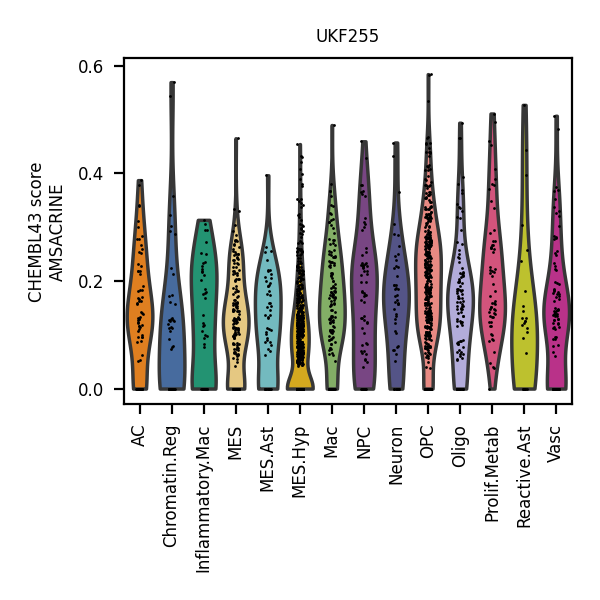 UKF255
CHEMBL43 score
AMSACRINE
0.6
0.4
0.2
0.0
AC
Chromatin.Reg
Inflammatory.Mac
MES
MES.Ast
MES.Hyp
Mac
NPC
Neuron
OPC
Oligo
Prolif.Metab
Reactive.Ast
Vasc